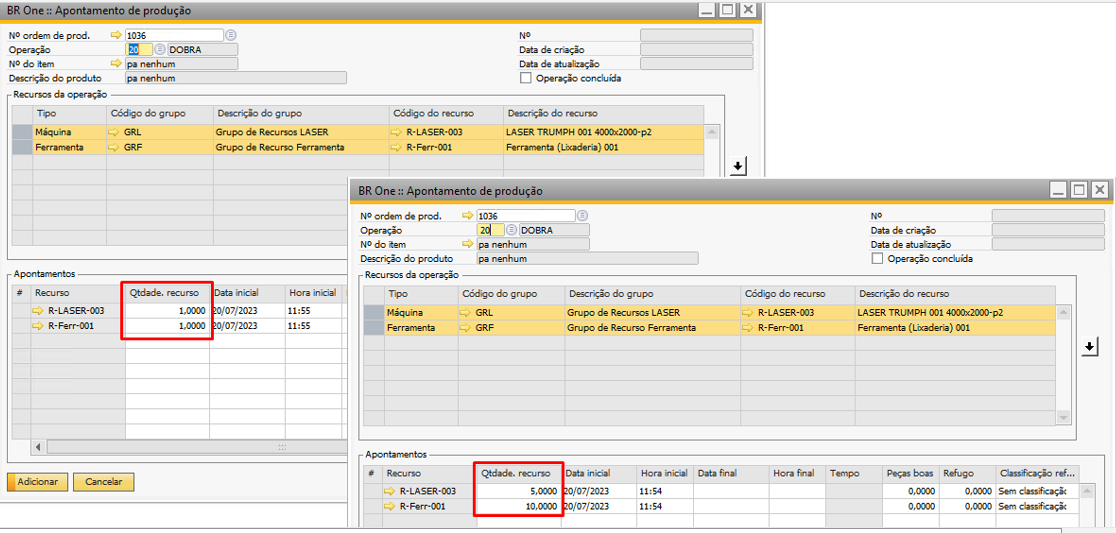 BR One :: Apontamento de produção
Nº ordem de prod. 1036 Nº
Operação 20 DOBRA Data de criação
Nº do item pa nenhum Data de atualização
Descrição do produto pa nenhum Operação concluída
Recursos da operação
Tipo Código do grupo Descrição do grupo Código do recurso Descrição do recurso
Máquina GRL Grupo de Recursos LASER R-LASER-003 LASER TRUMPH 001 4000x2000-p2
Ferramenta GRF Grupo de Recurso Ferramenta R-Ferr-001 Ferramenta (Lixaderia) 001
Apontamentos
# Recurso Qtdade. recurso Data inicial Hora inicial
R-LASER-003 1,0000 20/07/2023 11:55
R-Ferr-001 1,0000 20/07/2023 11:55
Adicionar Cancelar
BR One :: Apontamento de produção
Nº ordem de prod. 1036 Nº
Operação 20 DOBRA Data de criação
Nº do item pa nenhum Data de atualização
Descrição do produto pa nenhum Operação concluída
Recursos da operação
Tipo Código do grupo Descrição do grupo Código do recurso Descrição do recurso
Máquina GRL Grupo de Recursos LASER R-LASER-003 LASER TRUMPH 001 4000x2000-p2
Ferramenta GRF Grupo de Recurso Ferramenta R-Ferr-001 Ferramenta (Lixaderia) 001
Apontamentos
# Recurso Qtdade. recurso Data inicial Hora inicial Data final Hora final Tempo Peças boas Refugo Classificação ref...
R-LASER-003 5,0000 20/07/2023 11:54 0,0000 0,0000 Sem classificação
R-Ferr-001 10,0000 20/07/2023 11:54 0,0000 0,0000 Sem classificação